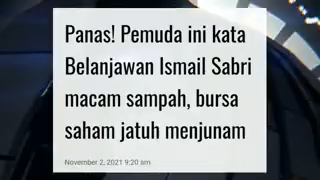 Panas! Pemuda ini kata
Belanjawan Ismail Sabri
macam sampah, bursa
saham jatuh menjunam
November 2, 2021 9:20 am